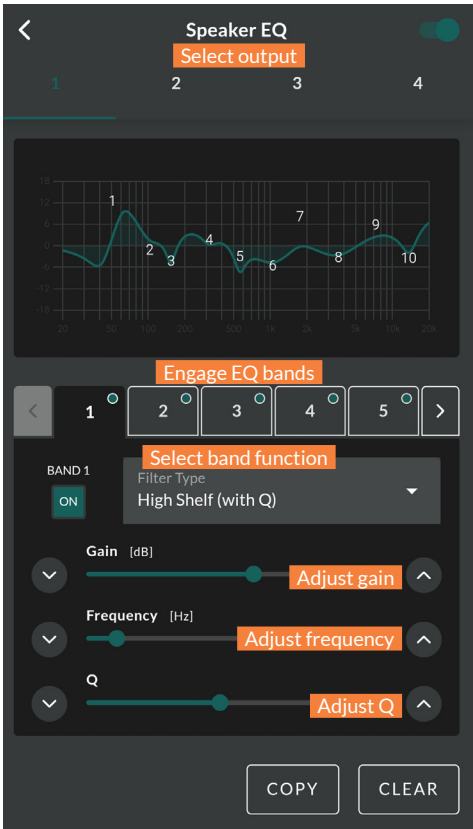 Speaker EQ
Select output
1 2 3 4
18
12
6
0
-6
-12
-18
1 2 3 4 5 6 7 8 9 10
20 50 100 200 500 1k 2k 5k 10k 20k
Engage EQ bands
1 2 3 4 5
Select band function
BAND 1
ON
Filter Type
High Shelf (with Q)
Gain [dB]
Adjust gain
Frequency [Hz]
Adjust frequency
Q
Adjust Q
COPY CLEAR